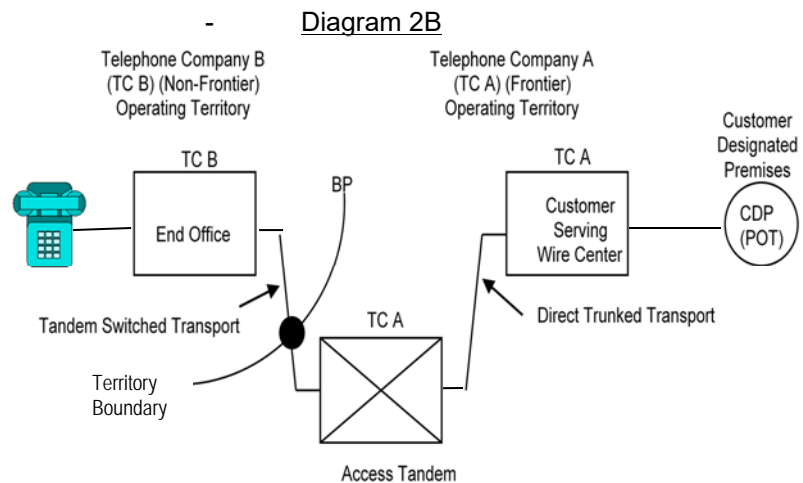 - Diagram 2B
Telephone Company B
(TC B) (Non-Frontier)
Operating Territory
Telephone Company A
(TC A) (Frontier)
Operating Territory
Customer
Designated
Premises
TC B
BP
TC A
End Office
Customer
Serving
Wire Center
CDP
(POT)
Tandem Switched Transport
TC A
Direct Trunked Transport
Territory
Boundary
Access Tandem